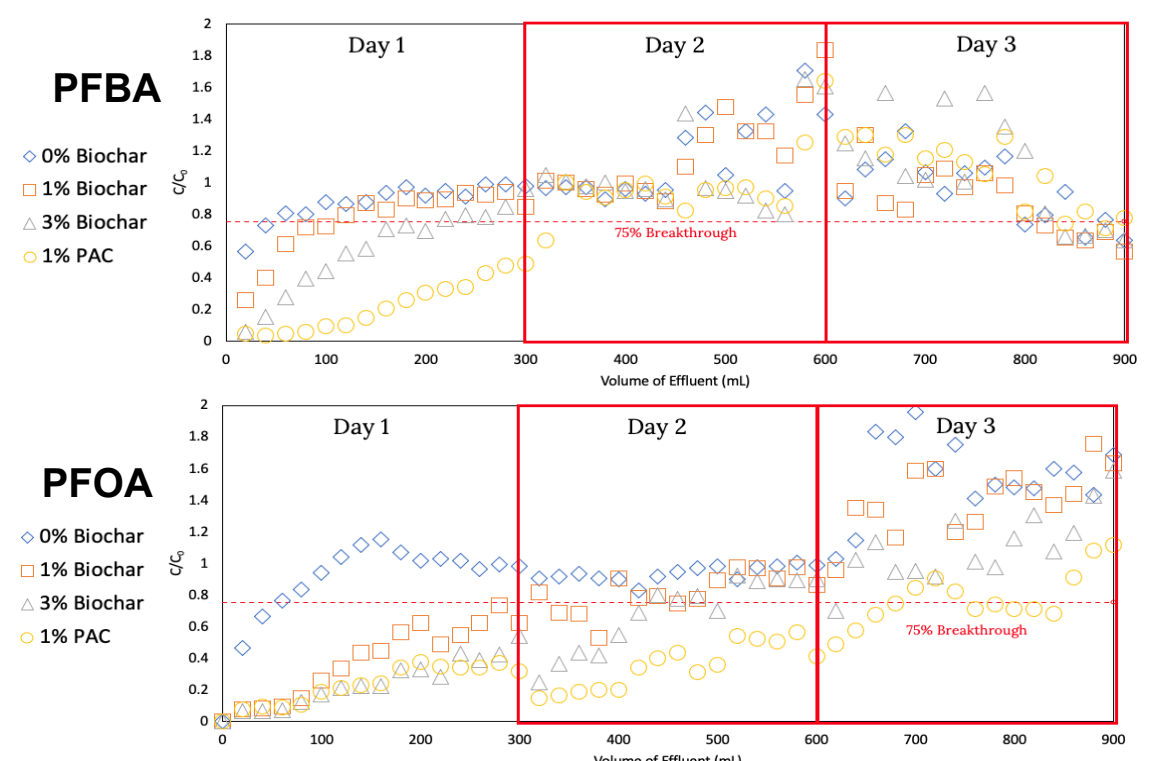 PFBA
0% Biochar
1% Biochar
3% Biochar
1% PAC
C/C₀
2
1.8
1.6
1.4
1.2
1
0.8
0.6
0.4
0.2
0
Day 1
Day 2
Day 3
75% Breakthrough
0 100 200 300 400 500 600 700 800 900
Volume of Effluent (mL)
PFOA
0% Biochar
1% Biochar
3% Biochar
1% PAC
C/C₀
2
1.8
1.6
1.4
1.2
1
0.8
0.6
0.4
0.2
0
Day 1
Day 2
Day 3
75% Breakthrough
0 100 200 300 400 500 600 700 800 900
Volume of Effluent (mL)